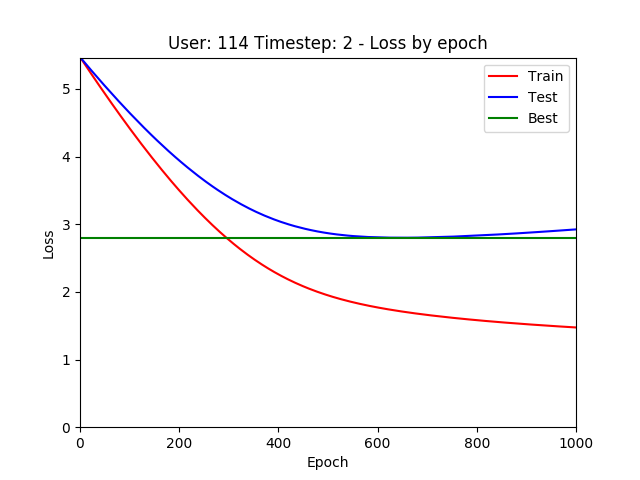 User: 114 Timestep: 2 - Loss by epoch
Train
Test
Best
5
4
3
2
1
0
Loss
0 200 400 600 800 1000
Epoch